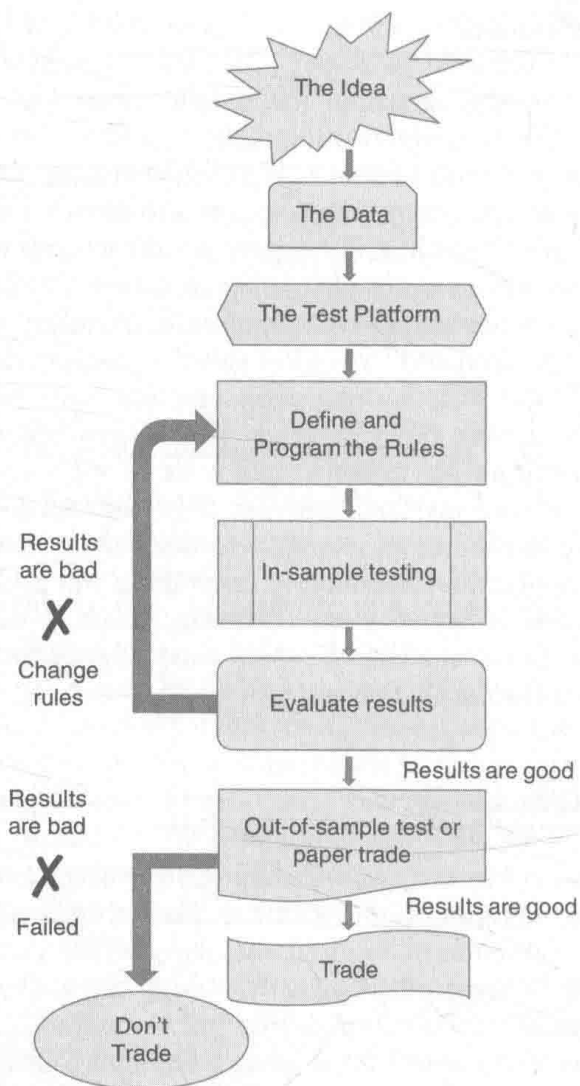 The Idea
The Data
The Test Platform
Define and
Program the Rules
Results
are bad
X
Change
rules
In-sample testing
Evaluate results
Results are good
Results
are bad
X
Failed
Out-of-sample test or
paper trade
Results are good
Trade
Don't
Trade